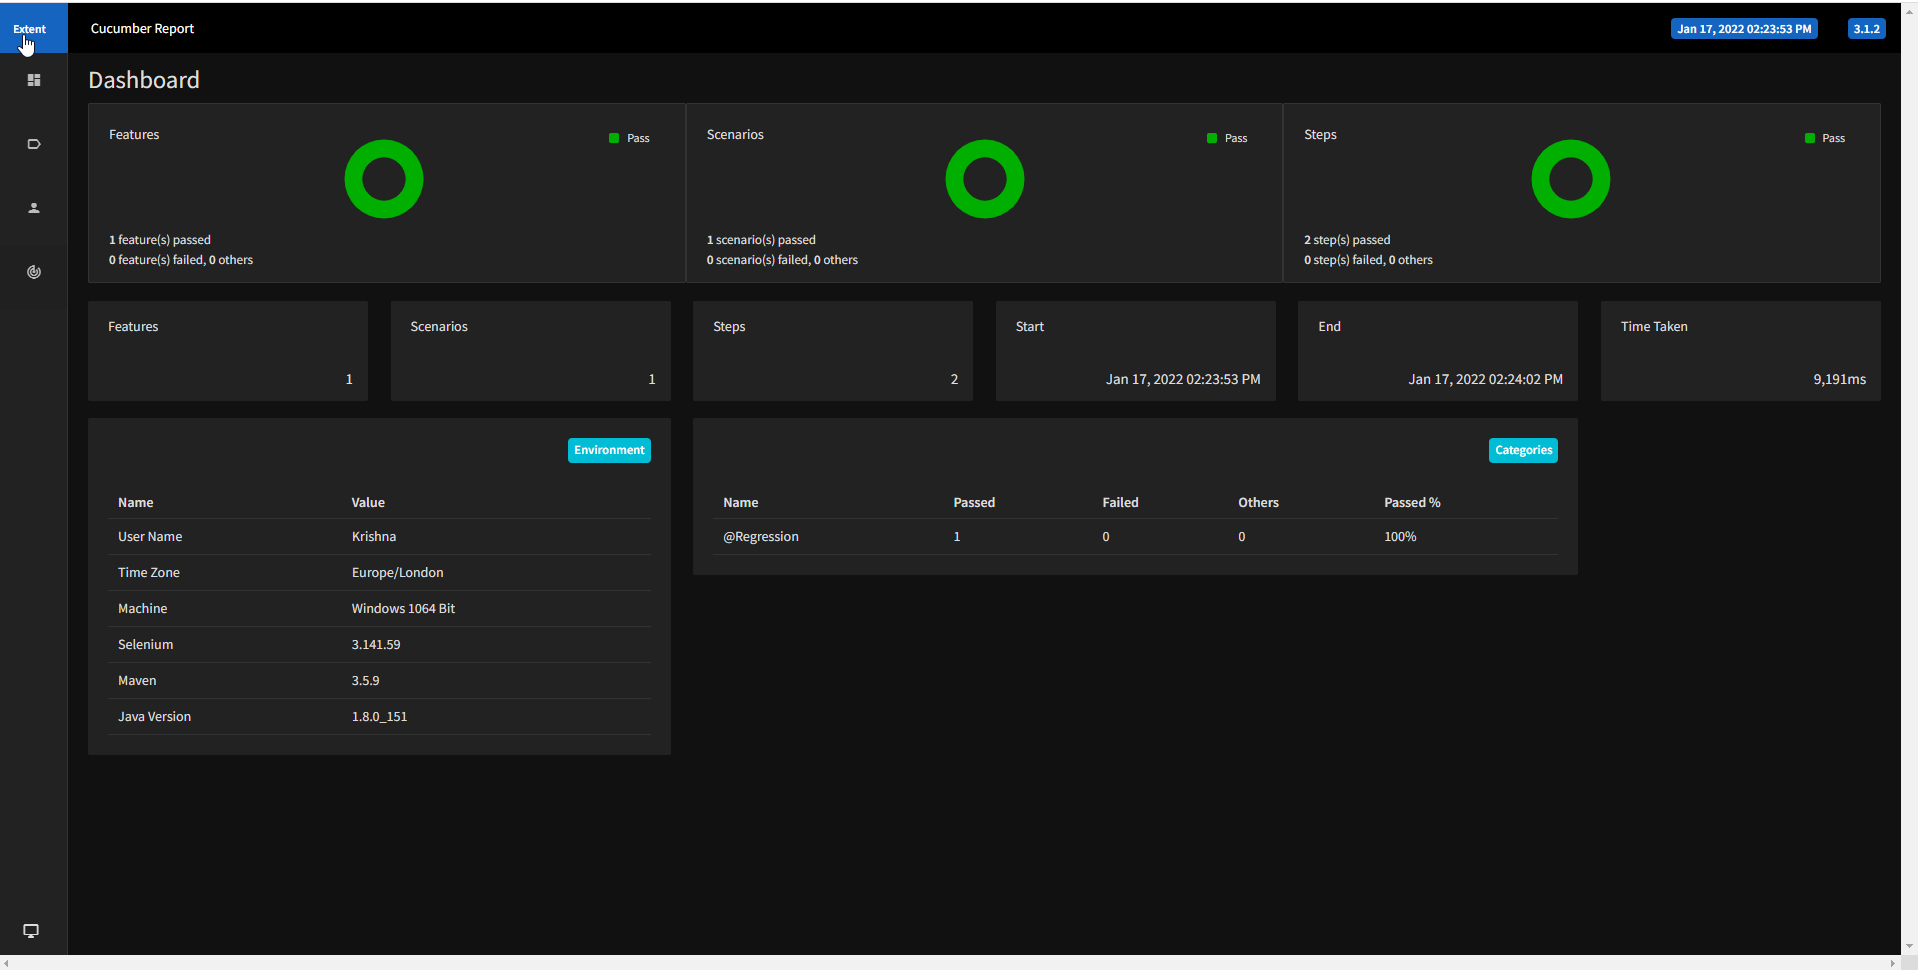 Extent
Cucumber Report
Jan 17, 2022 02:23:53 PM
3.1.2
Dashboard
Features
Pass
1 feature(s) passed
0 feature(s) failed, 0 others
Scenarios
Pass
1 scenario(s) passed
0 scenario(s) failed, 0 others
Steps
Pass
2 step(s) passed
0 step(s) failed, 0 others
Features
1
Scenarios
1
Steps
2
Start
Jan 17, 2022 02:23:53 PM
End
Jan 17, 2022 02:24:02 PM
Time Taken
9,191ms
Environment
Name Value
User Name Krishna
Time Zone Europe/London
Machine Windows 1064 Bit
Selenium 3.141.59
Maven 3.5.9
Java Version 1.8.0_151
Categories
Name Passed Failed Others Passed %
@Regression 1 0 0 100%